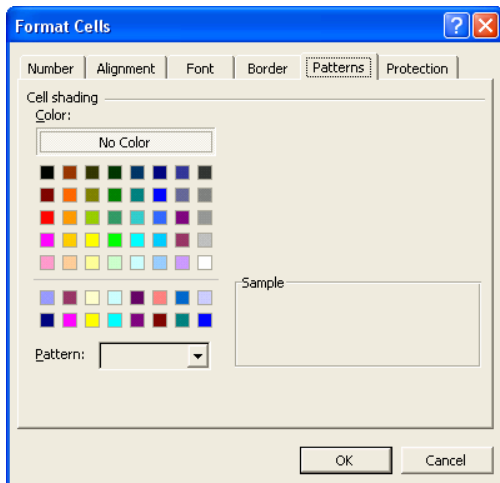 Format Cells
Number Alignment Font Border Patterns Protection
Cell shading
Color:
No Color
Sample
Pattern:
OK Cancel